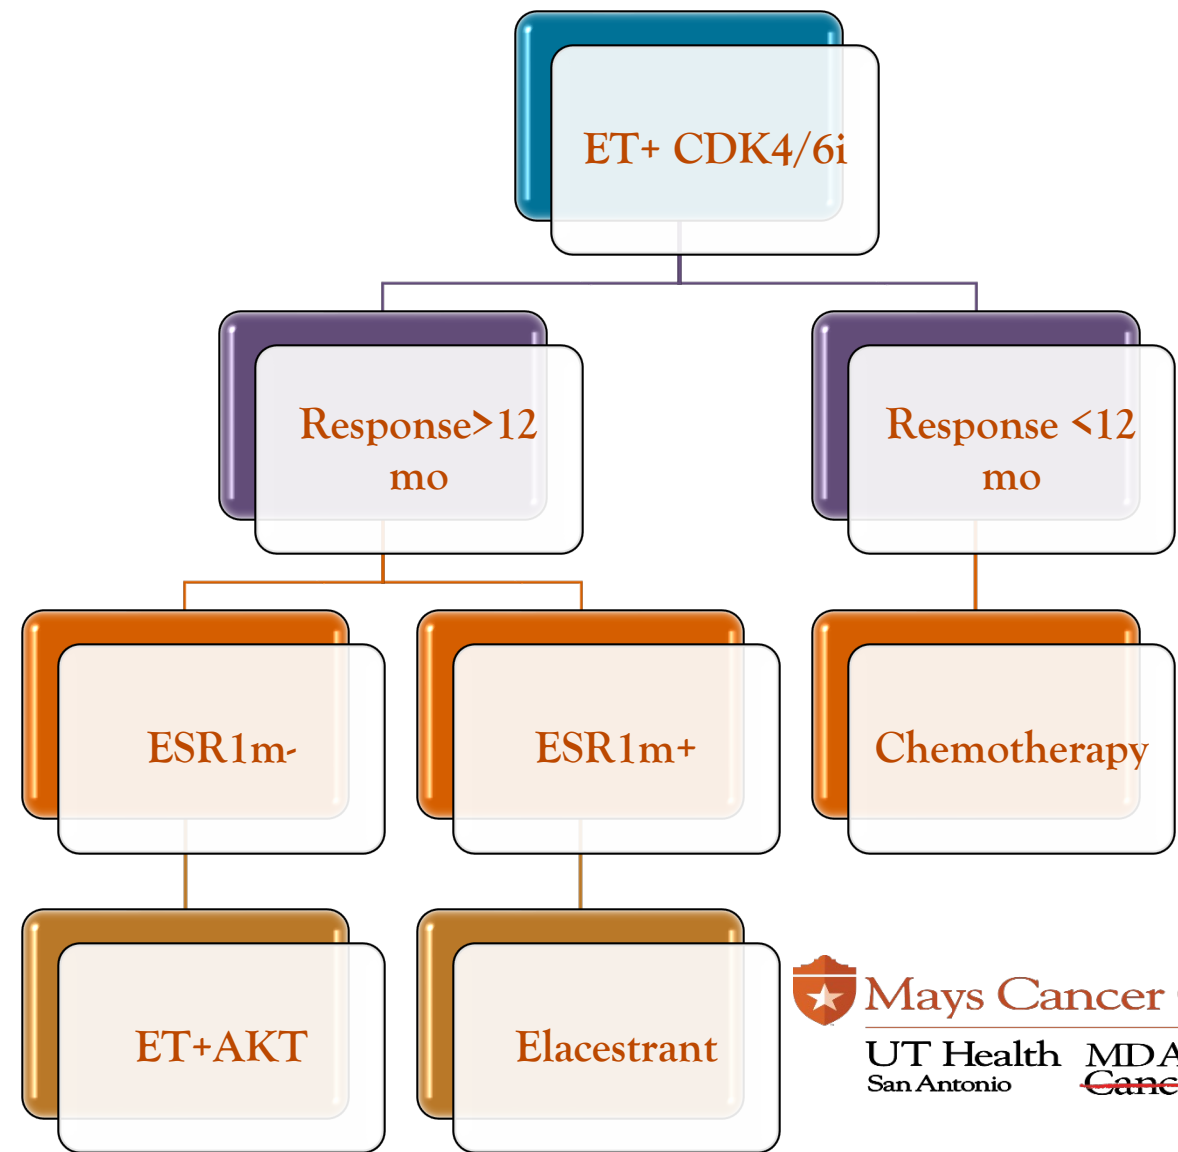 ET+ CDK4/6i
Response>12
mo
Response <12
mo
ESR1m-
ESR1m+
Chemotherapy
ET+AKT
Elacestrant
Mays Cancer
UT Health
San Antonio